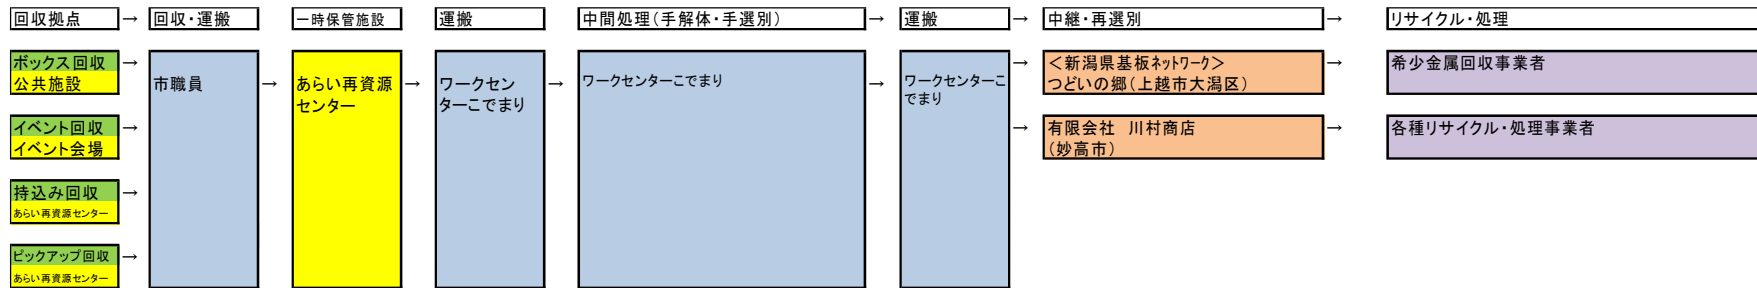 回収拠点 → 回収・運搬 一時保管施設 運搬 中間処理(手解体・手選別) → 運搬 → 中継・再選別 → リサイクル・処理
ボックス回収 →
公共施設
イベント回収 →
イベント会場
持込み回収 →
あらい再資源センター
ピックアップ回収 →
あらい再資源センター
市職員 →
あらい再資源
センター →
ワークセン
ターこでまり →
ワークセンターこでまり →
ワークセンターこ
でまり
→ <新潟県基板ネットワーク> →
つどいの郷(上越市大潟区)
希少金属回収事業者
→ 有限会社 川村商店 →
(妙高市)
各種リサイクル・処理事業者